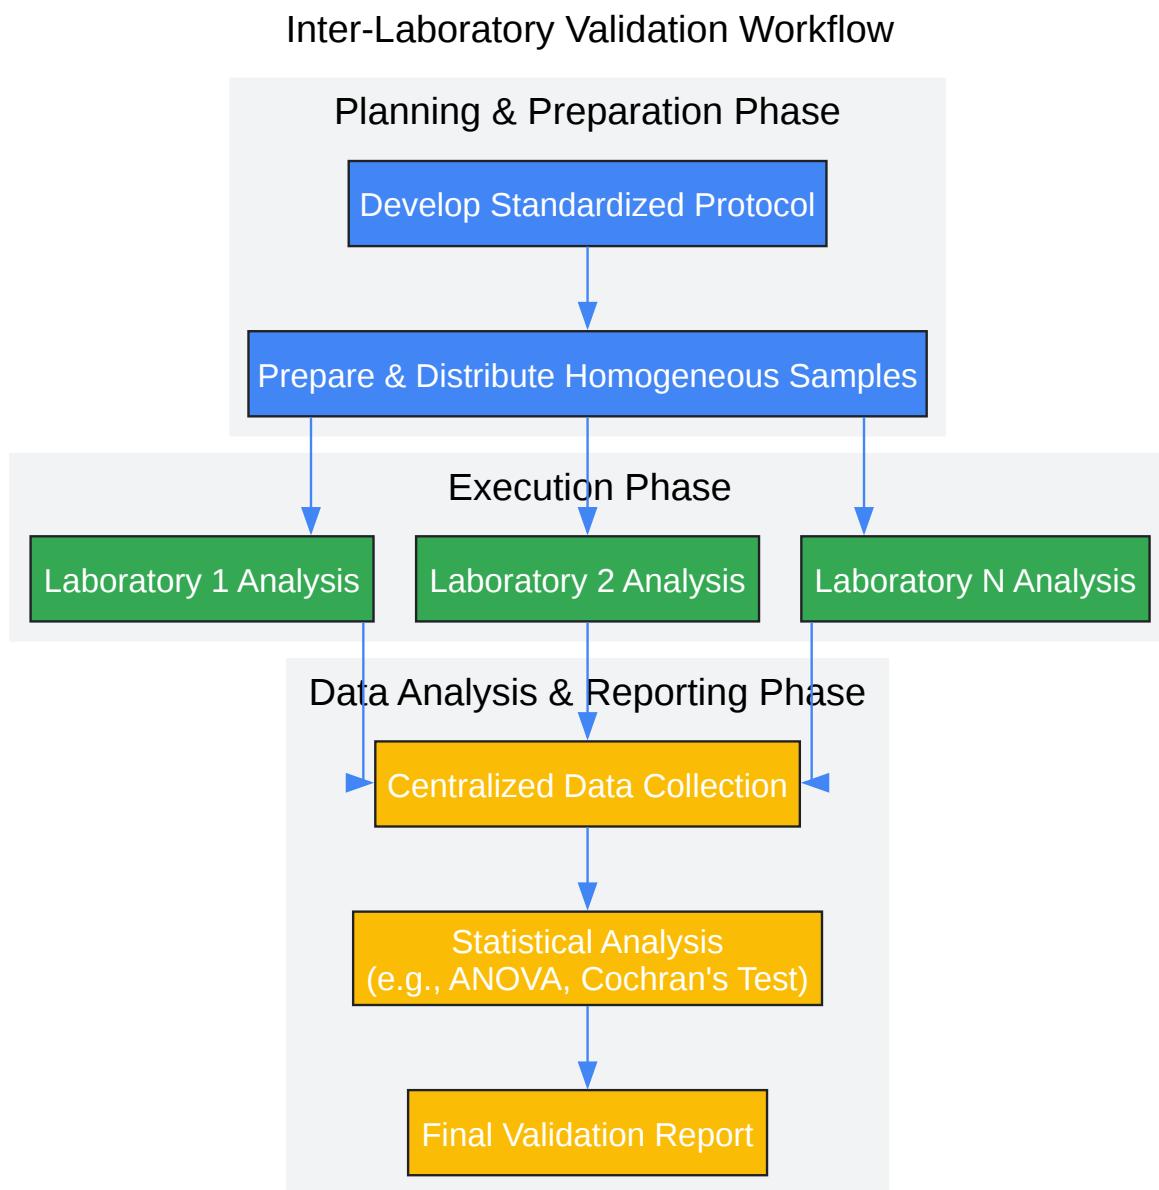 Inter-Laboratory Validation Workflow
Planning & Preparation Phase
Develop Standardized Protocol
Prepare & Distribute Homogeneous Samples
Execution Phase
Laboratory 1 Analysis
Laboratory 2 Analysis
Laboratory N Analysis
Data Analysis & Reporting Phase
Centralized Data Collection
Statistical Analysis
(e.g., ANOVA, Cochran's Test)
Final Validation Report